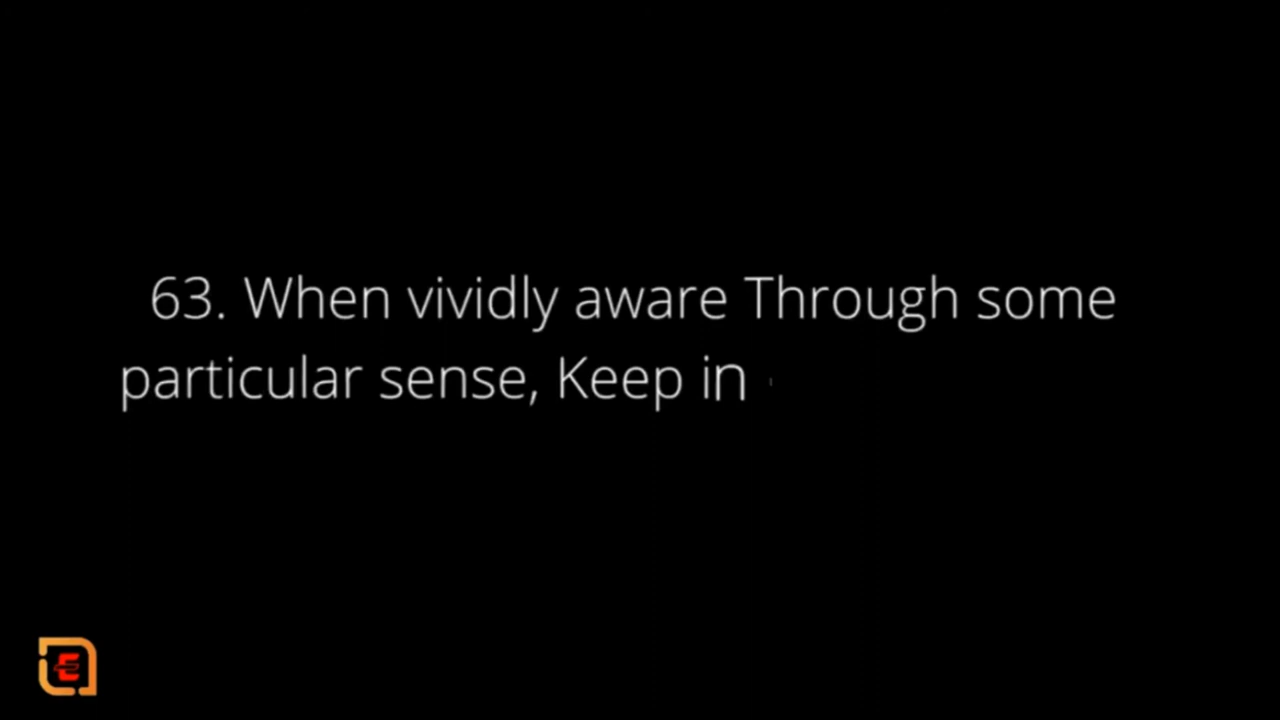 63. When vividly aware Through some
particular sense, Keep in